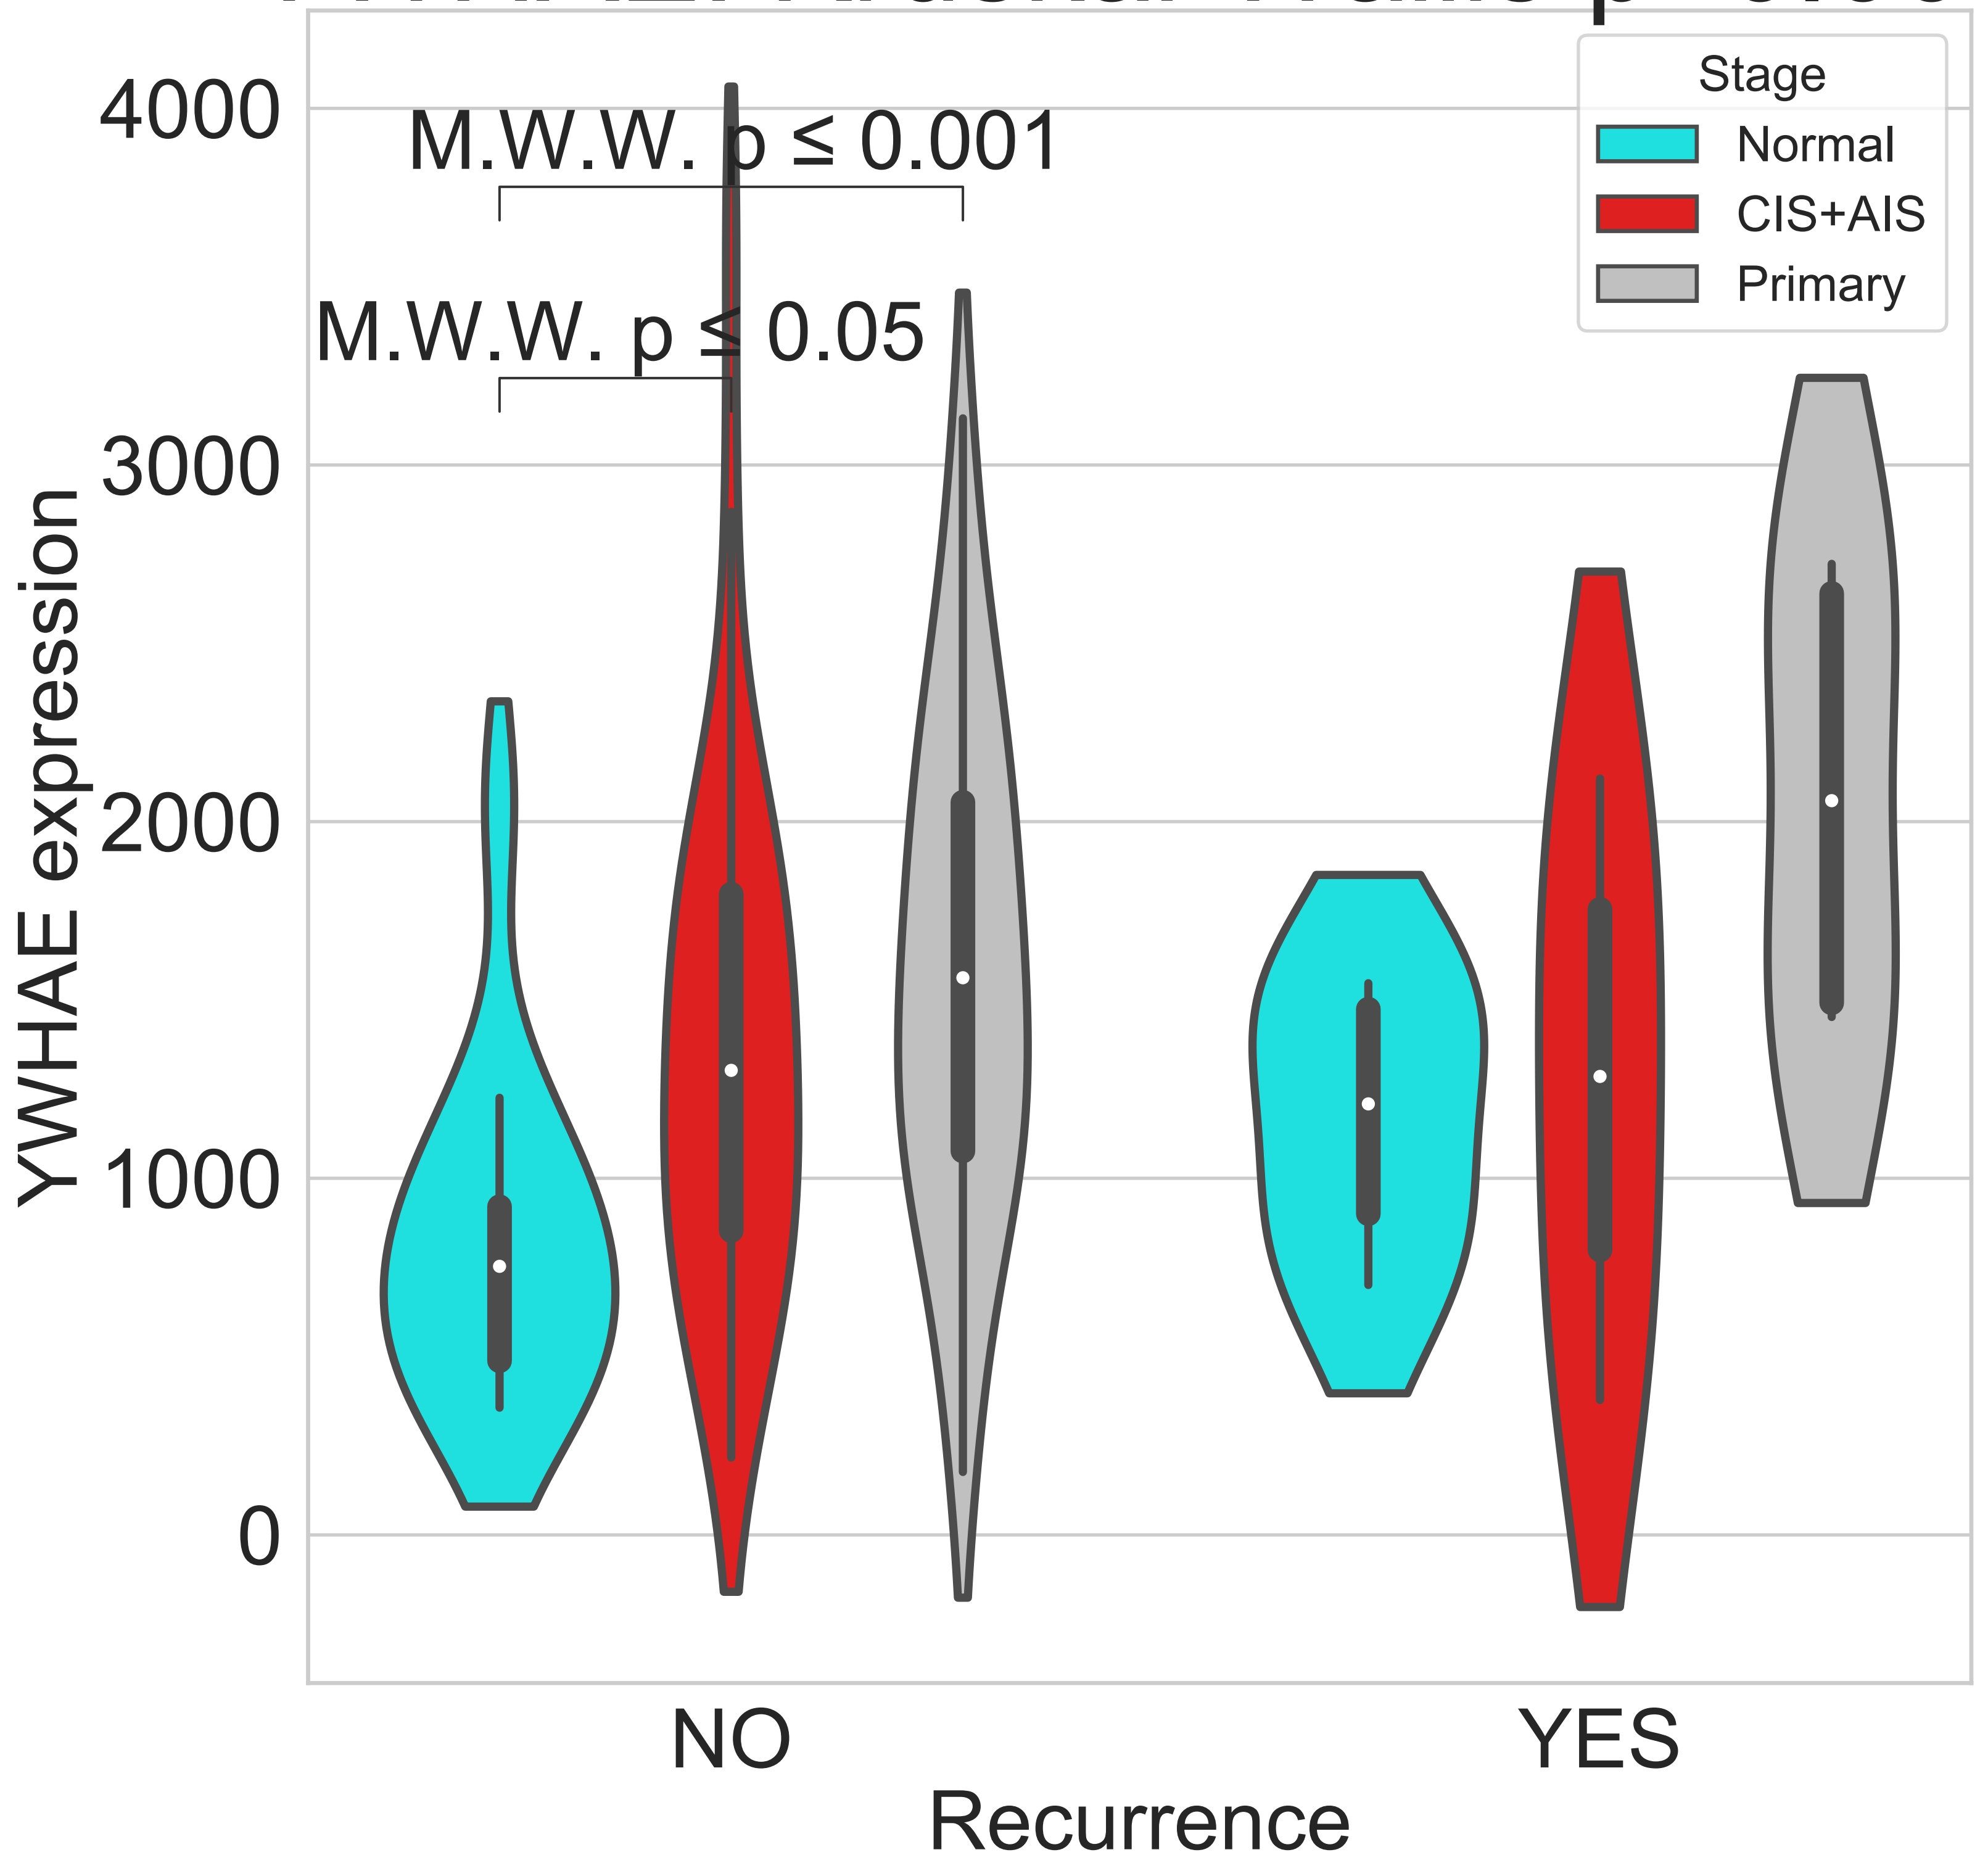 Stage
Normal
CIS+AIS
Primary
M.W.W. p ≤ 0.001
M.W.W. p ≤ 0.05
4000
3000
2000
1000
0
YWHAE expression
NO
YES
Recurrence